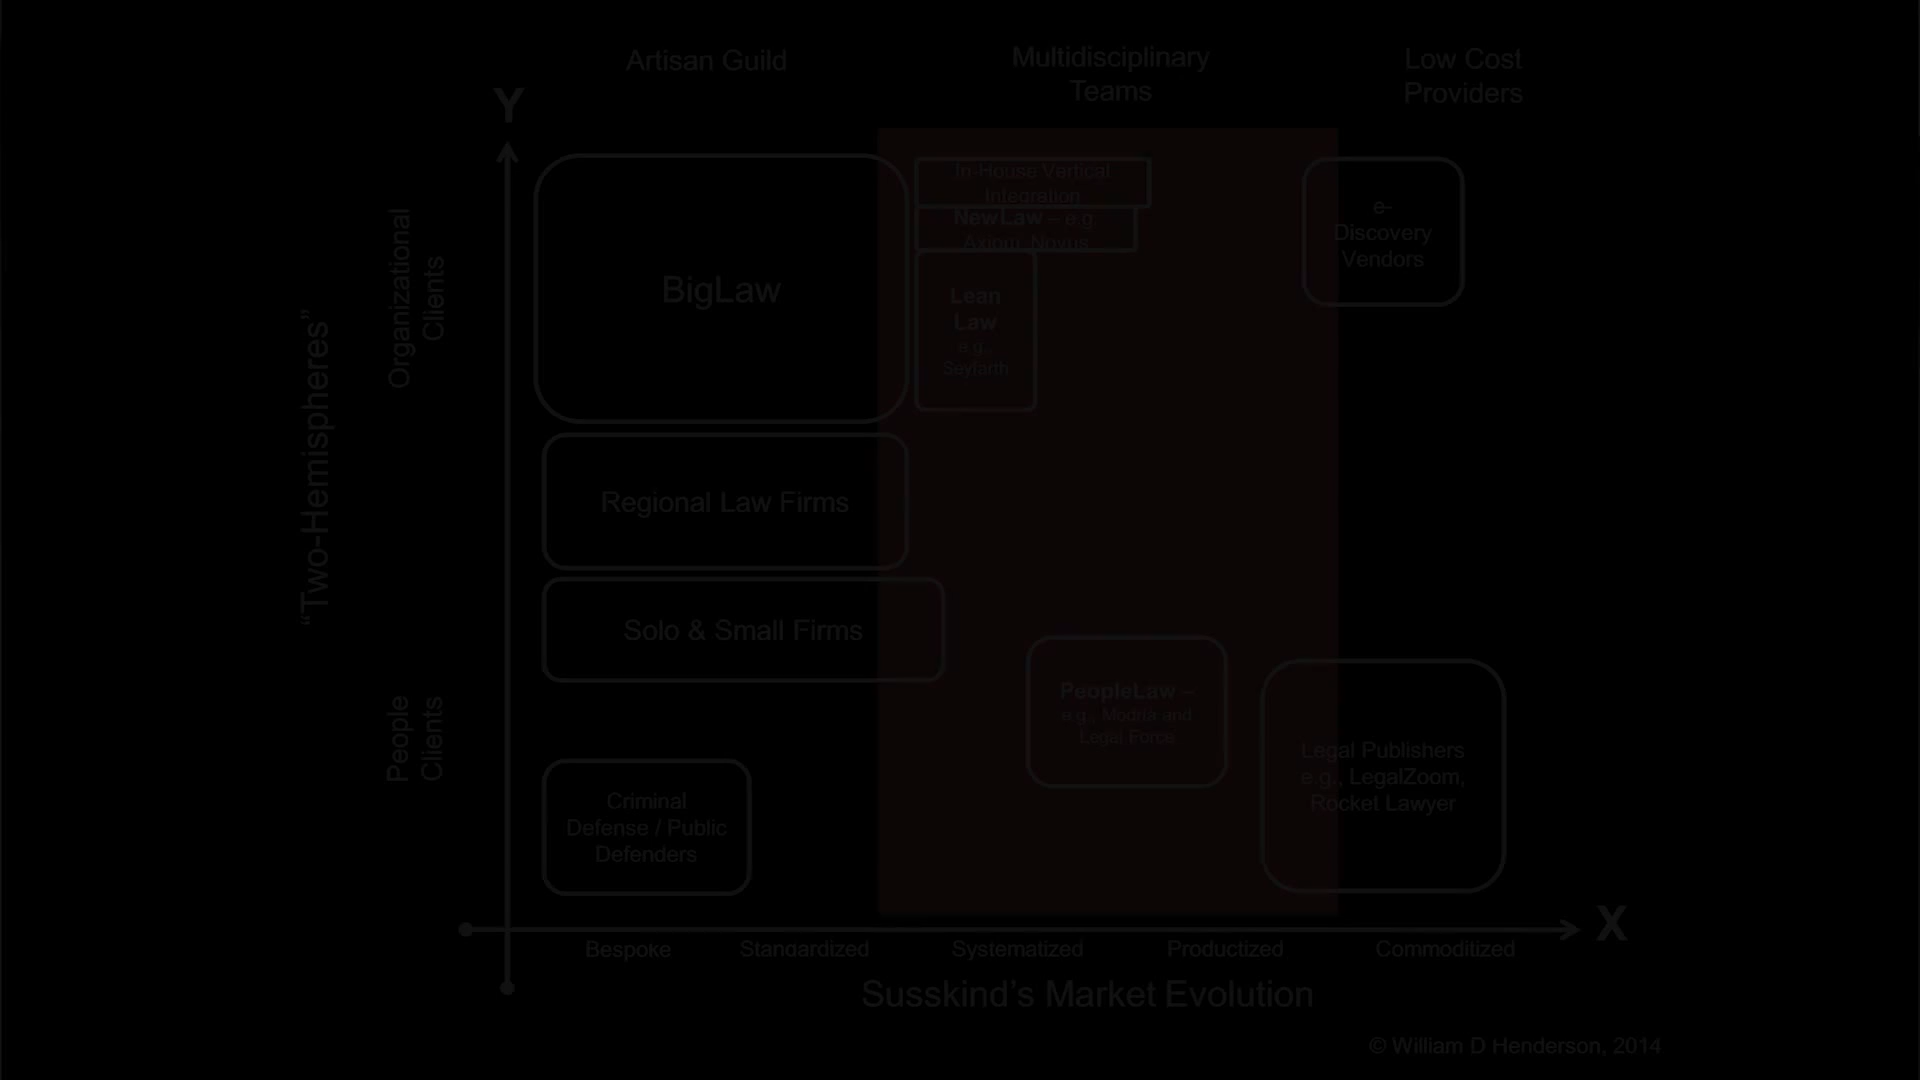 Artisan Guild
Multidisciplinary
Teams
Low Cost
Providers
Y
“Two-Hemispheres”
Organizational
Clients
People
Clients
BigLaw
In-House Vertical
Integration
NewLaw – e.g.
Axiom, Novus
Lean
Law
e.g.,
Seyfarth
e-
Discovery
Vendors
Regional Law Firms
Solo & Small Firms
PeopleLaw –
e.g., Modria and
Legal Force
Legal Publishers
e.g., LegalZoom,
Rocket Lawyer
Criminal
Defense / Public
Defenders
X
Bespoke
Standardized
Systematized
Productized
Commoditized
Susskind’s Market Evolution
© William D Henderson, 2014